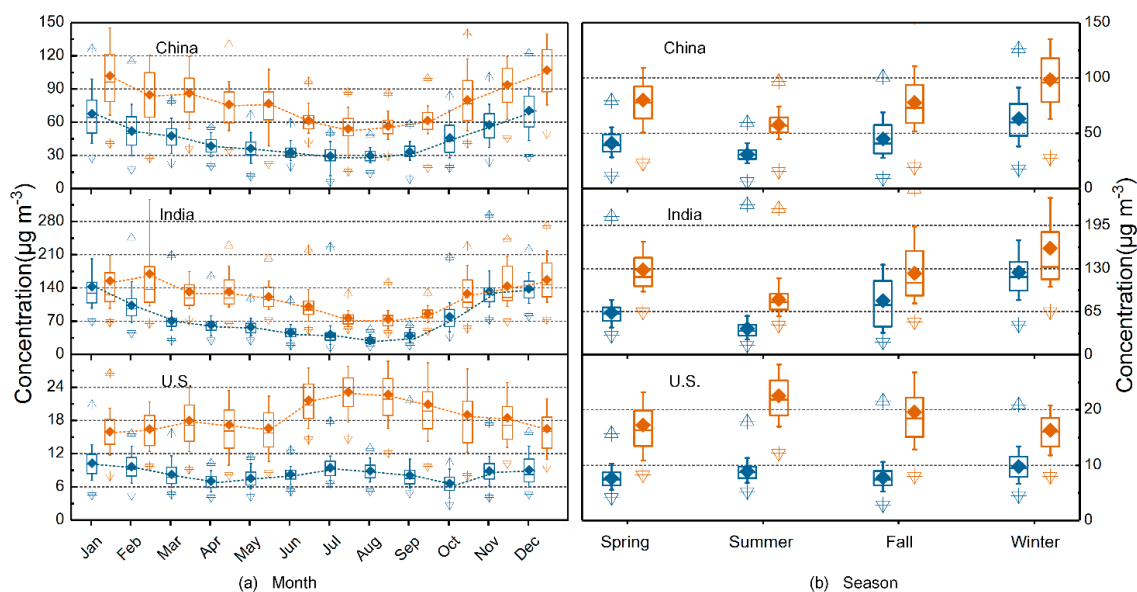 Concentration(μg m-3)
150
120
90
60
30
0
China
280
210
140
70
0
India
24
18
12
6
0
U.S.
Jan Feb Mar Apr May Jun Jul Aug Sep Oct Nov Dec
(a) Month
China
150
100
50
0
India
195
130
65
0
U.S.
20
10
0
Concentration(μg m-3)
Spring Summer Fall Winter
(b) Season